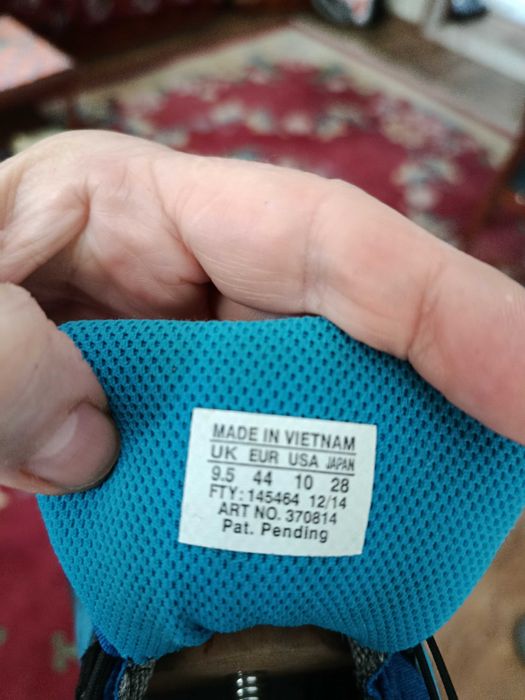 MADE IN VIETNAM
UK EUR USA JAPAN
9.5 44 10 28
FTY: 145464 12/14
ART NO. 370814
Pat. Pending